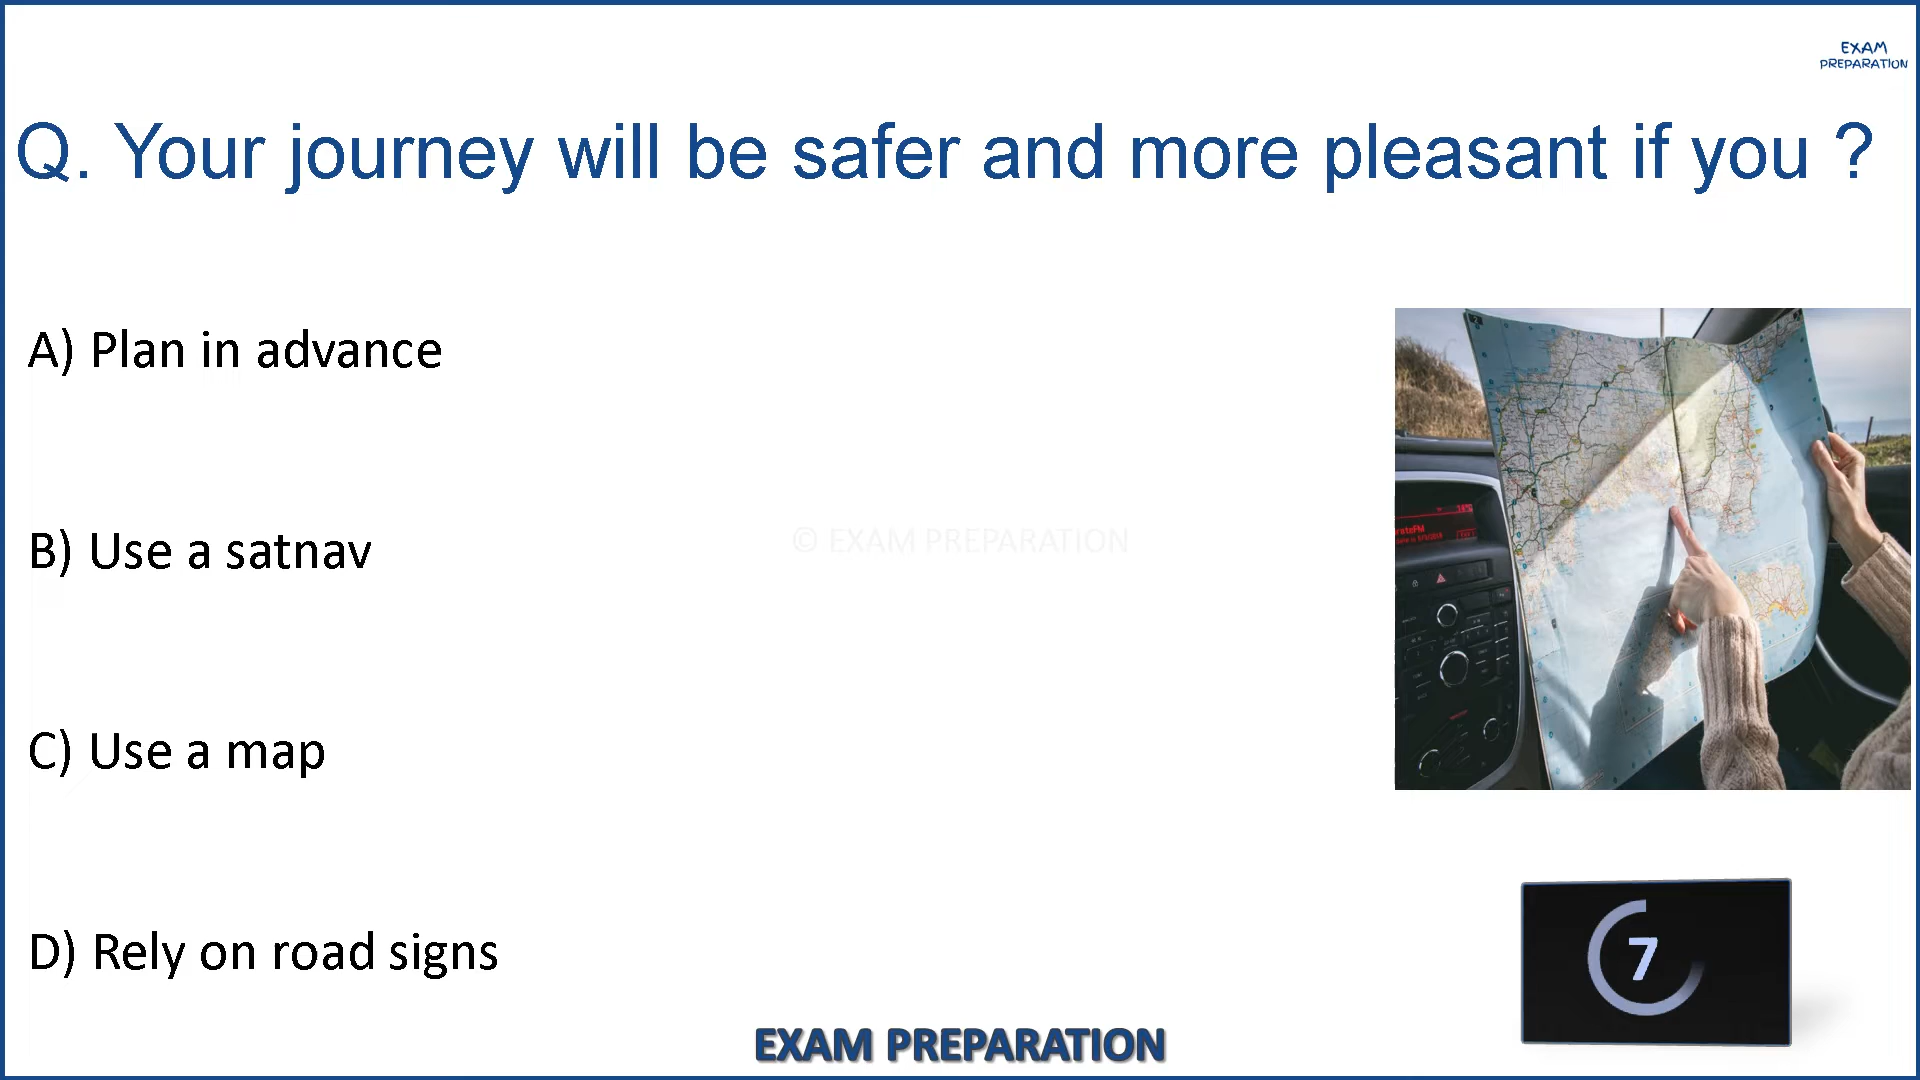 EXAM
PREPARATION
Q. Your journey will be safer and more pleasant if you ?
A) Plan in advance
B) Use a satnav
© EXAM PREPARATION
C) Use a map
D) Rely on road signs
7
EXAM PREPARATION